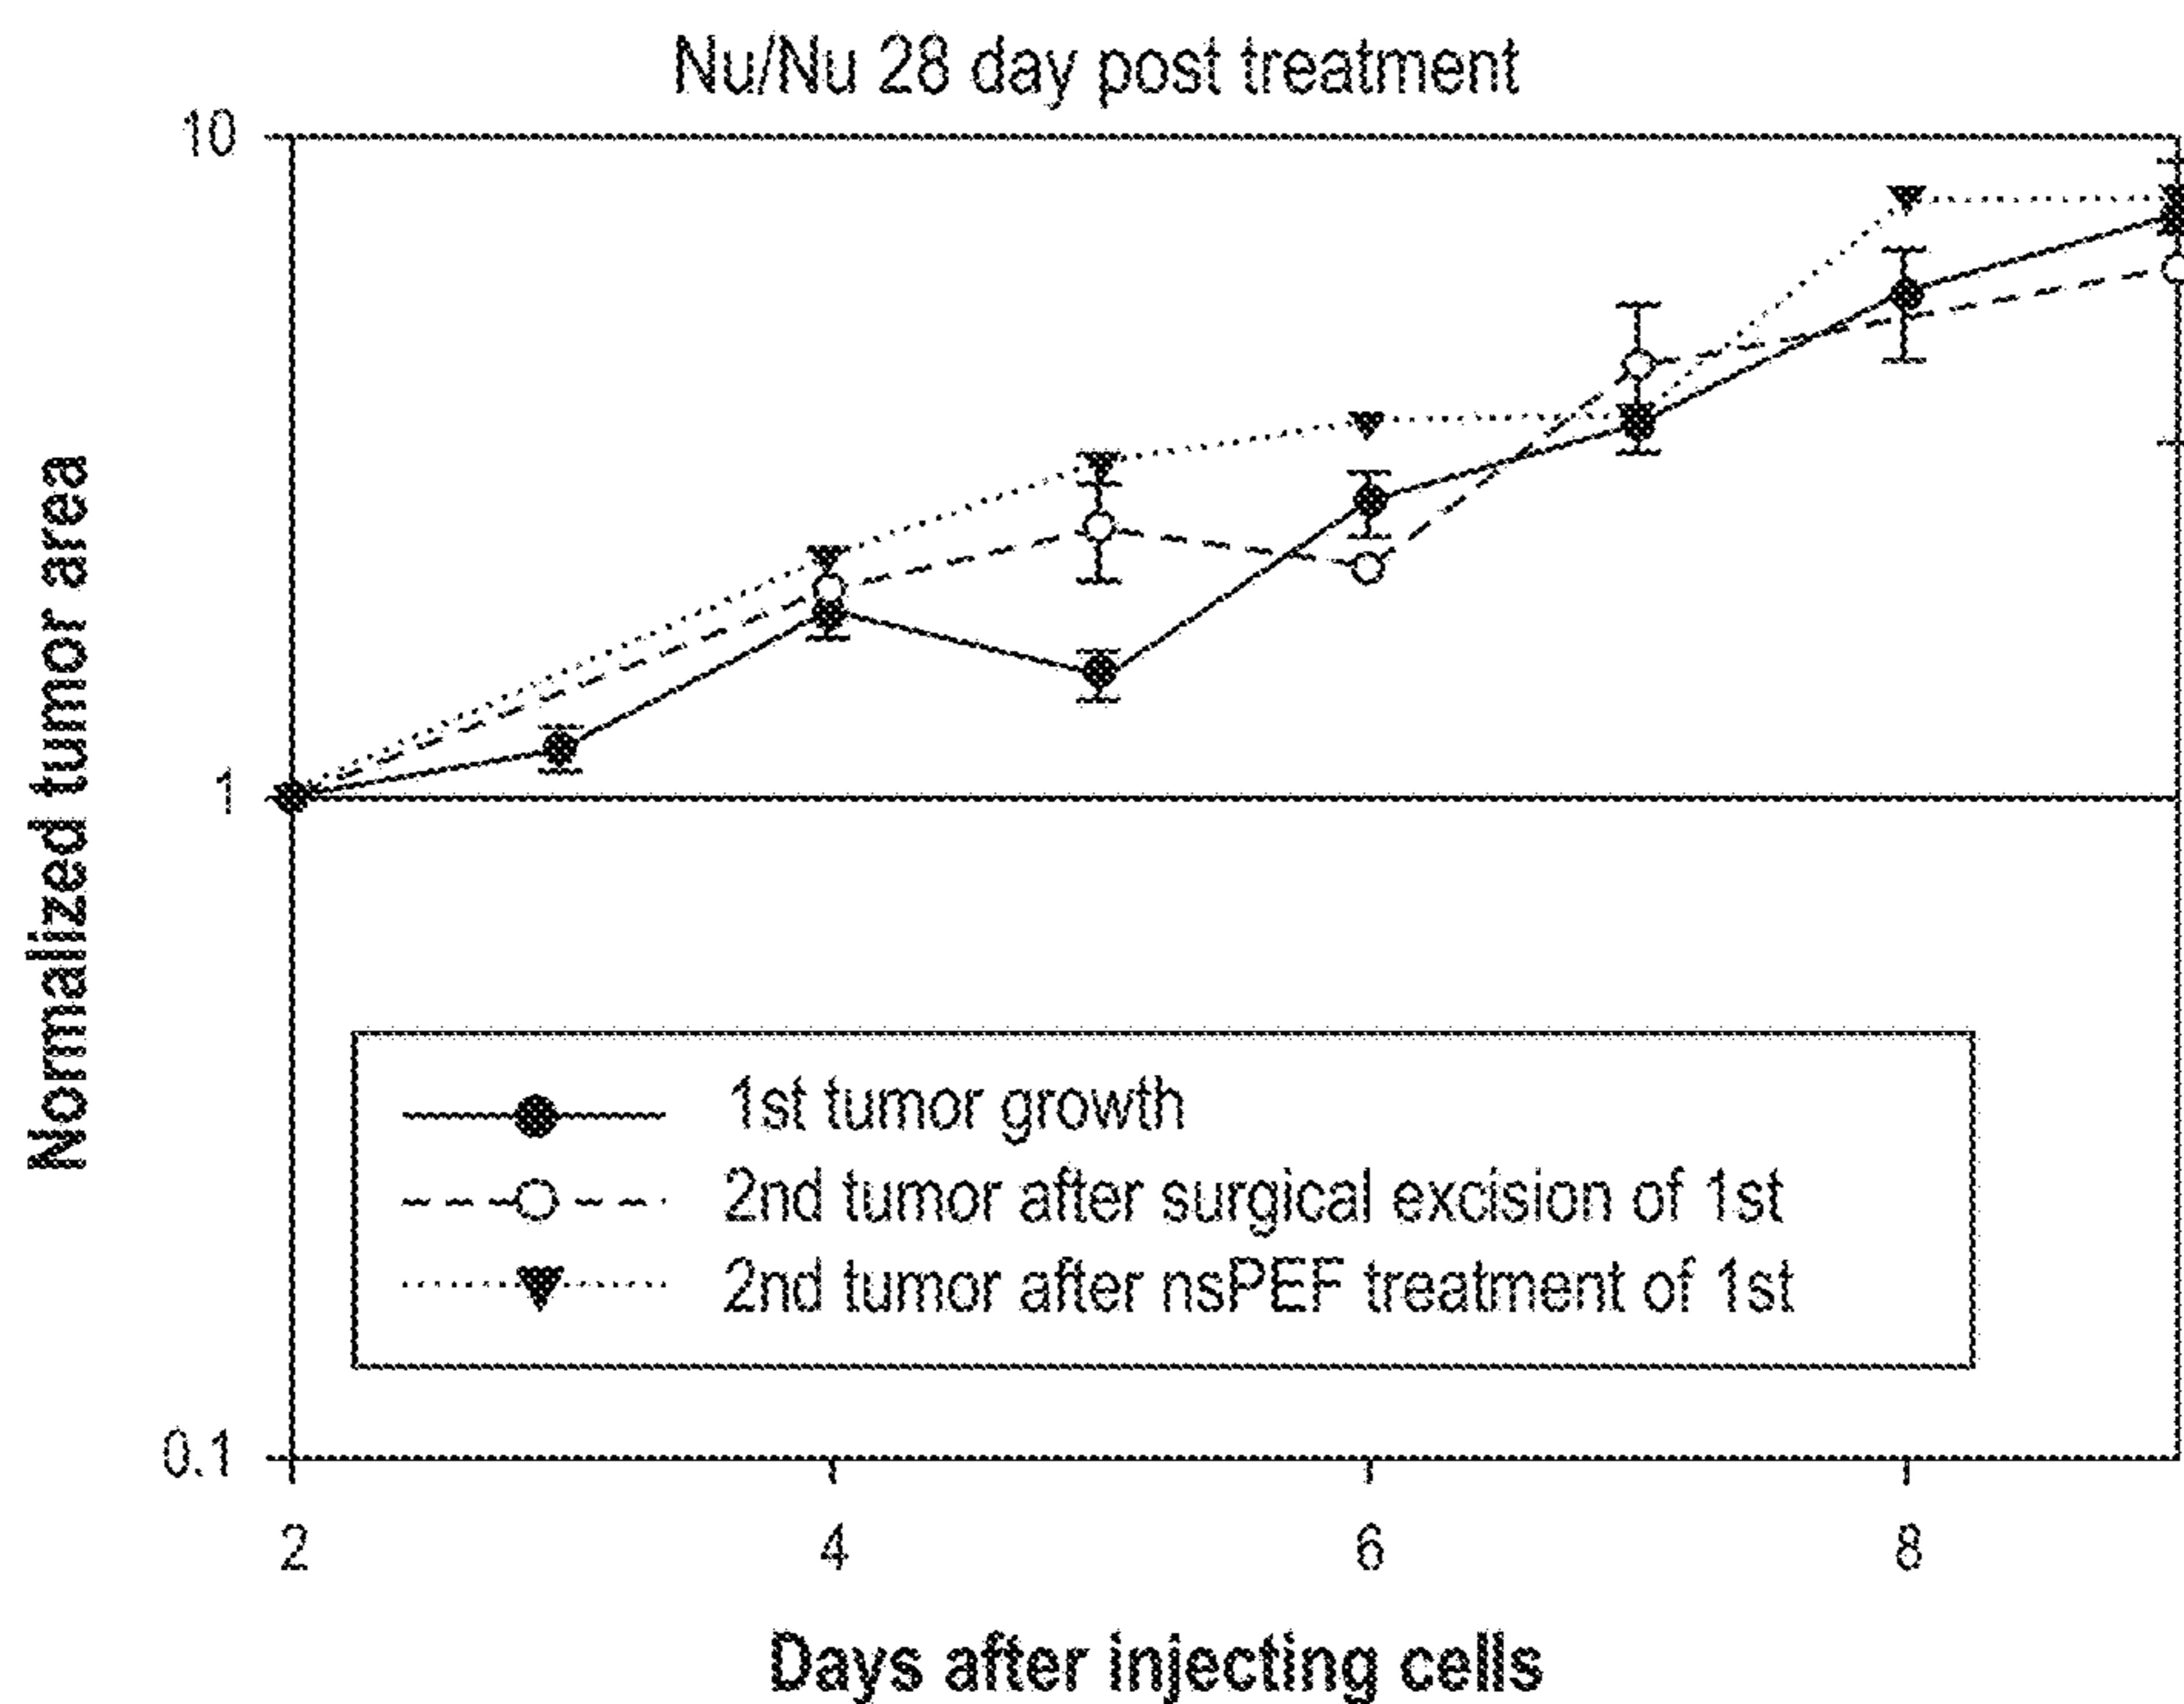 Nu/Nu 28 day post treatment
10
1
0.1
Normalized tumor area
1st tumor growth
2nd tumor after surgical excision of 1st
2nd tumor after nsPEF treatment of 1st
2 4 6 8
Days after injecting cells